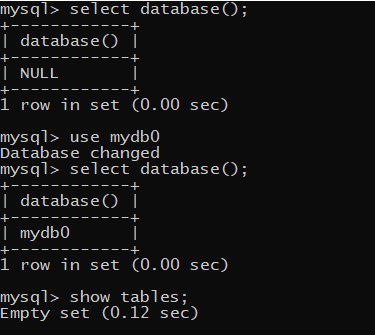 mysql> select database();
+------------+
| database() |
+------------+
| NULL       |
+------------+
1 row in set (0.00 sec)

mysql> use mydb0
Database changed
mysql> select database();
+------------+
| database() |
+------------+
| mydb0      |
+------------+
1 row in set (0.00 sec)

mysql> show tables;
Empty set (0.12 sec)